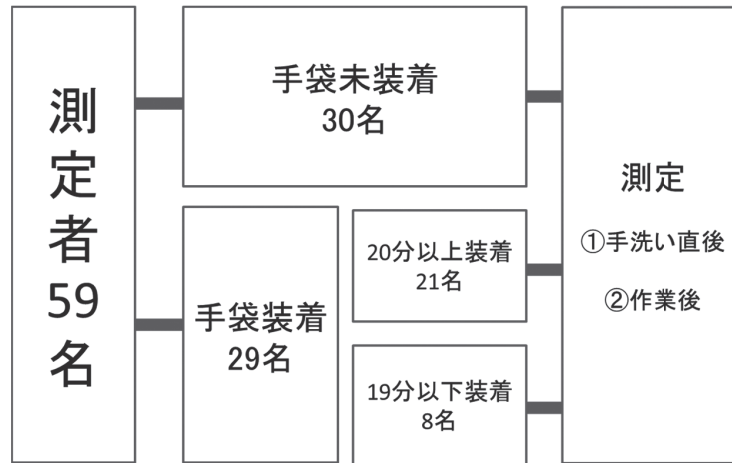 測定者59名
手袋未装着
30名
手袋装着
29名
20分以上装着
21名
19分以下装着
8名
測定
①手洗い直後
②作業後